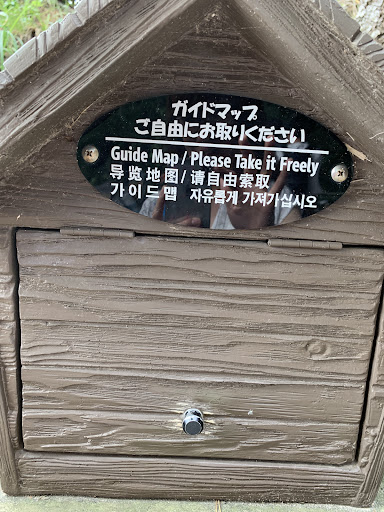 ガイドマップ
ご自由にお取りください
Guide Map / Please Take it Freely
导览地图 / 请自由索取
가이드맵 자유롭게 가져가십시오